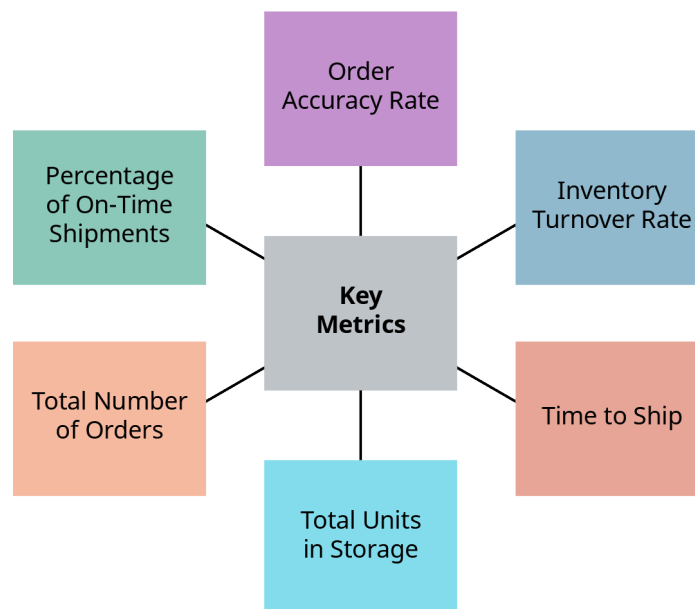 Order
Accuracy Rate
Percentage
of On-Time
Shipments
Inventory
Turnover Rate
Key
Metrics
Total Number
of Orders
Time to Ship
Total Units
in Storage